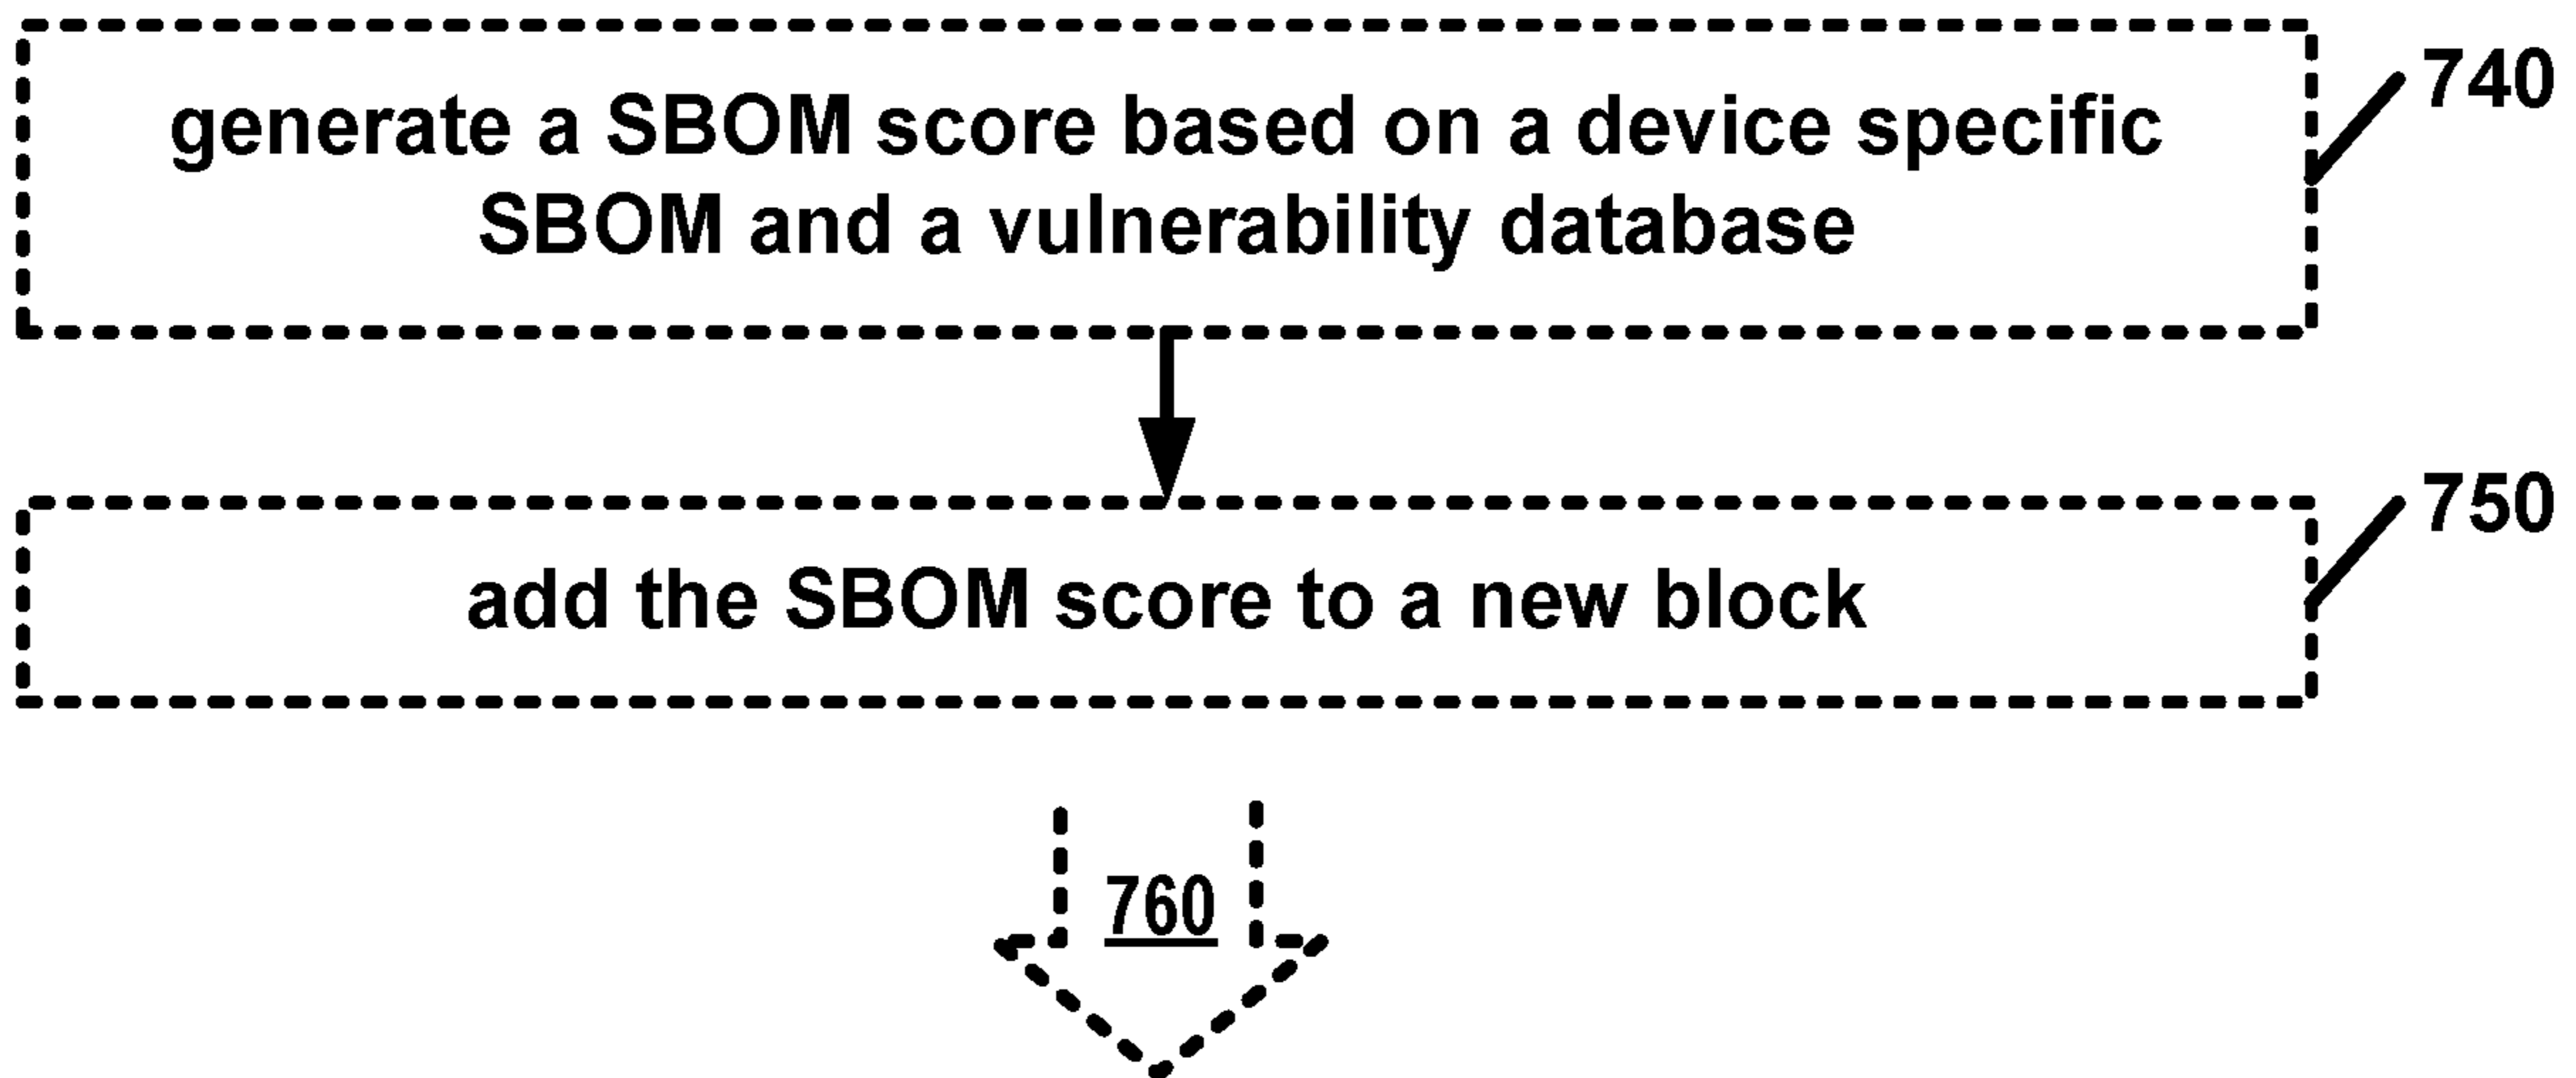 740
generate a SBOM score based on a device specific
SBOM and a vulnerability database
750
add the SBOM score to a new block
760